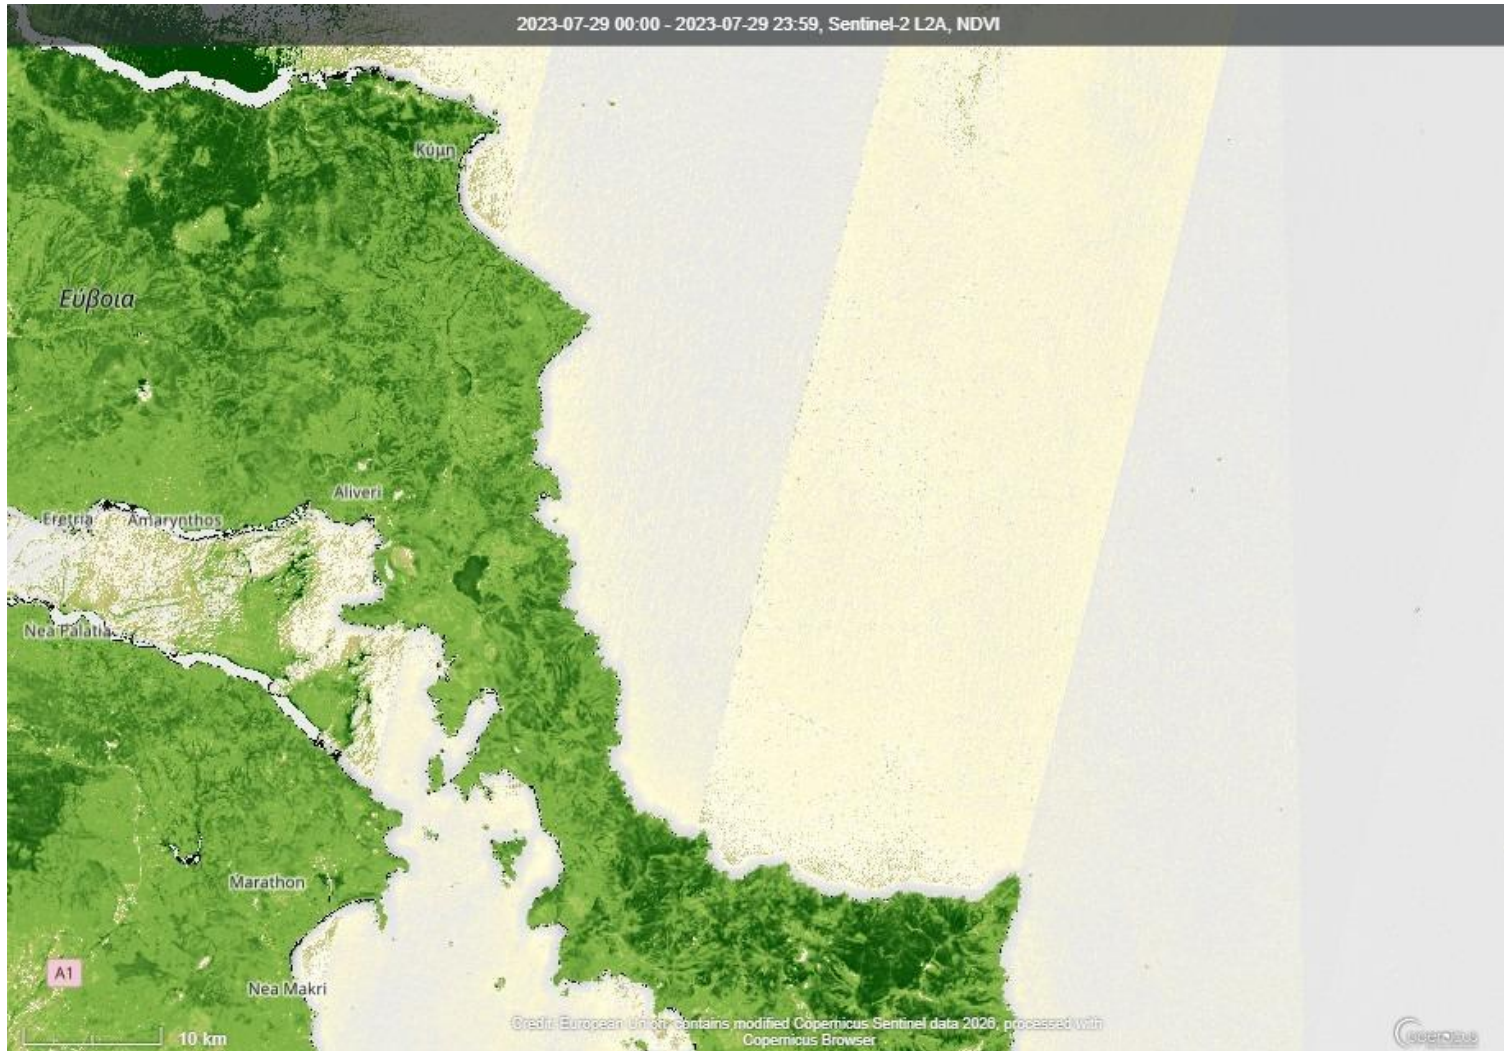 2023-07-29 00:00 - 2023-07-29 23:59, Sentinel-2 L2A, NDVI
Κύμη
Εύβοια
Aliveri
Eretria
Amarynthos
Nea Palatia
Marathon
A1
Nea Makri
10 km
Credit: European Union, contains modified Copernicus Sentinel data 2026, processed with
Copernicus Browser
opernicus